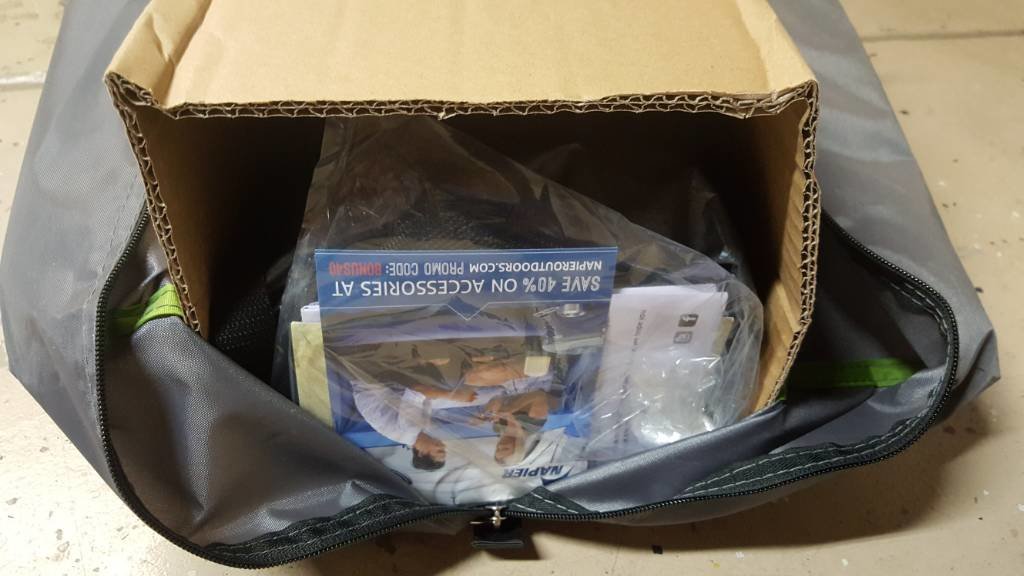 SAVE 40% ON ACCESSORIES AT
NAPIEROUTDOORS.COM PROMO CODE: BONUS40
NAPIER